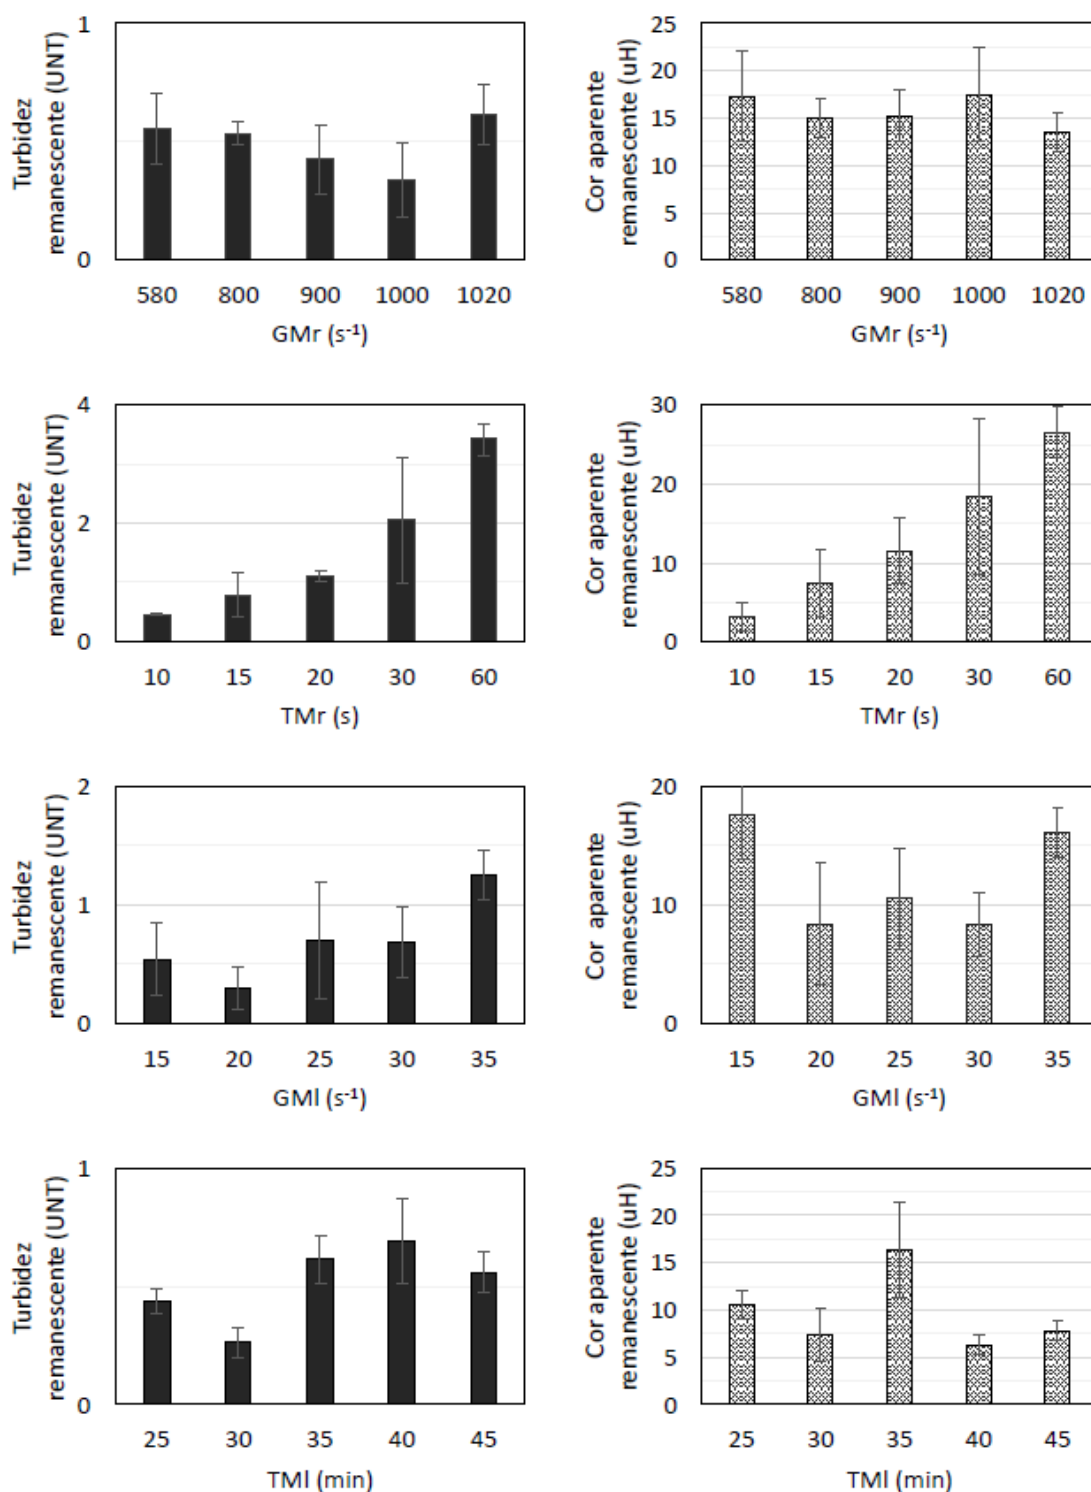 Turbidez
remanescente (UNT)
1
0
580 800 900 1000 1020
GMr (s⁻¹)
Cor aparente
remanescente (uH)
25
20
15
10
5
0
580 800 900 1000 1020
GMr (s⁻¹)
Turbidez
remanescente (UNT)
4
2
0
10 15 20 30 60
TMr (s)
Cor aparente
remanescente (uH)
30
20
10
0
10 15 20 30 60
TMr (s)
Turbidez
remanescente (UNT)
2
1
0
15 20 25 30 35
GMl (s⁻¹)
Cor aparente
remanescente (uH)
20
10
0
15 20 25 30 35
GMl (s⁻¹)
Turbidez
remanescente (UNT)
1
0
25 30 35 40 45
TMl (min)
Cor aparente
remanescente (uH)
25
20
15
10
5
0
25 30 35 40 45
TMl (min)